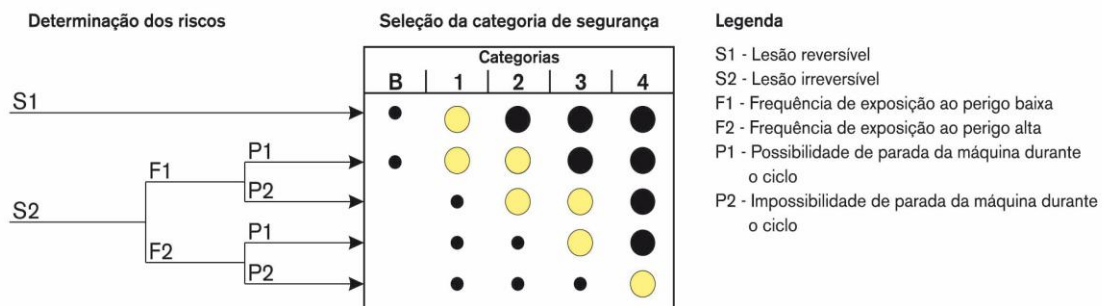 Determinação dos riscos
Seleção da categoria de segurança
Categorias
B 1 2 3 4
S1
S2
F1
P1
P2
F2
P1
P2
Legenda
S1 - Lesão reversível
S2 - Lesão irreversível
F1 - Frequência de exposição ao perigo baixa
F2 - Frequência de exposição ao perigo alta
P1 - Possibilidade de parada da máquina durante
o ciclo
P2 - Impossibilidade de parada da máquina durante
o ciclo